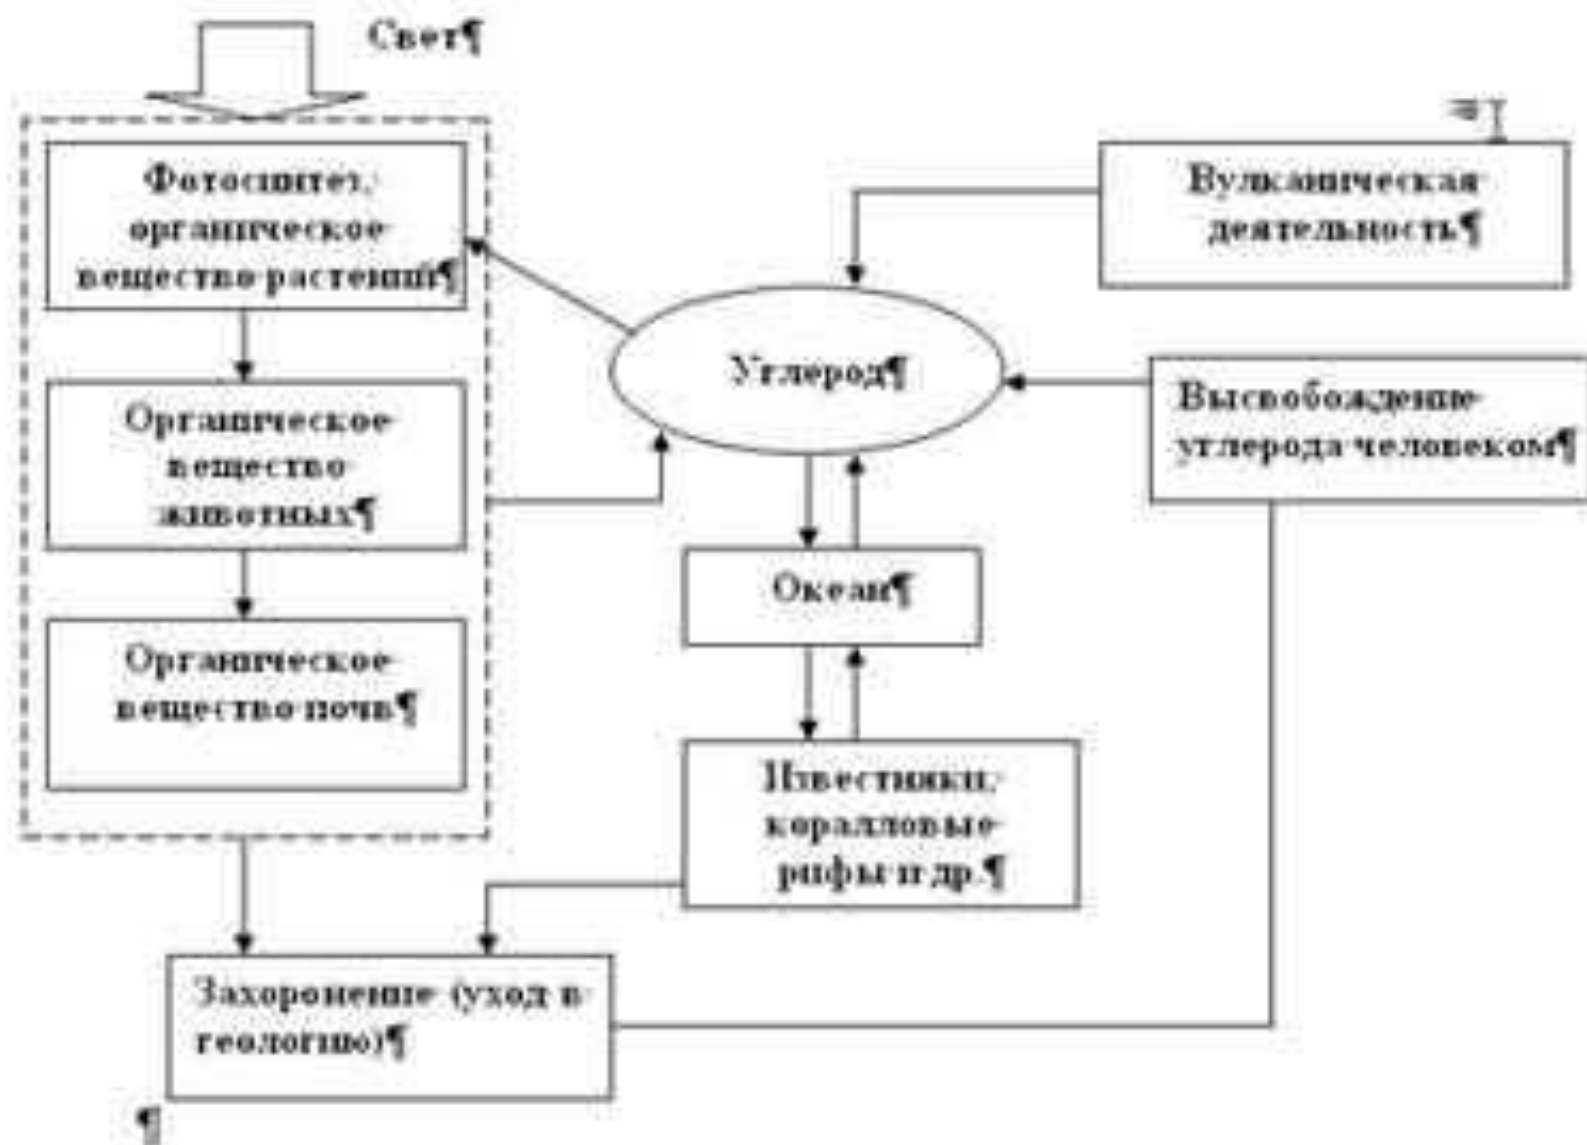 Свет¶
Фотосинтез,
органическое
вещество растений¶
Органическое
вещество
животных¶
Органическое
вещество почв¶
Углерод¶
Вулканическая
деятельность¶
Высвобождение
углерода человеком¶
Океан¶
Известняки,
коралловые
рифы и др.¶
Захоронение (уход в
геологию)¶
¶